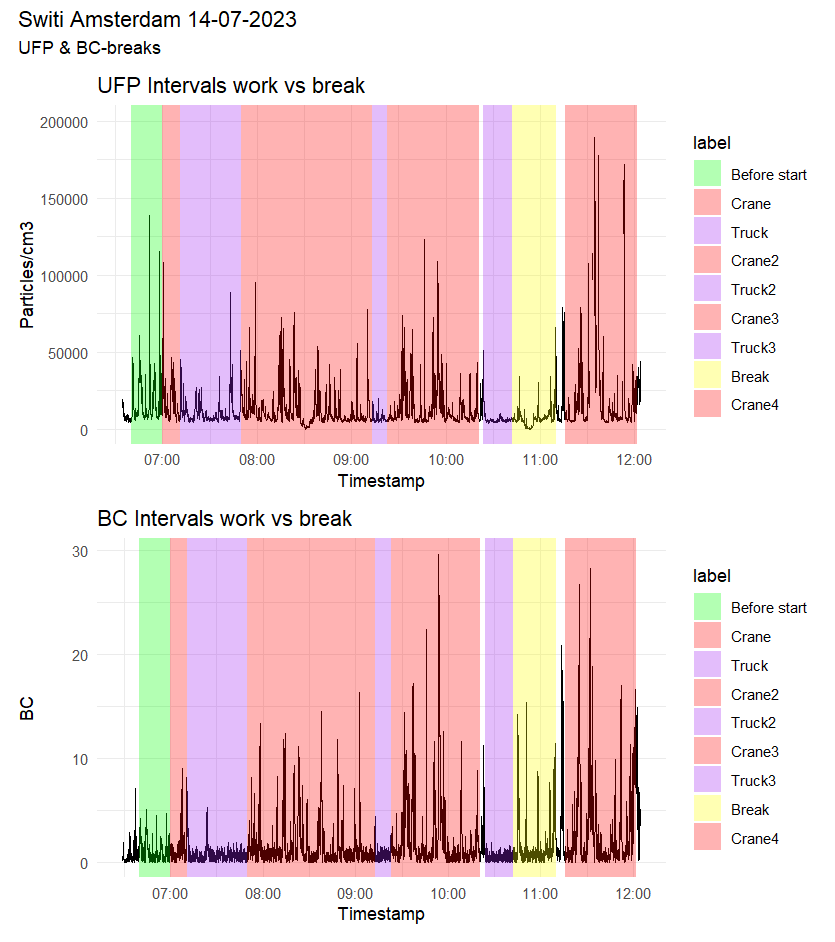 Switi Amsterdam 14-07-2023
UFP & BC-breaks
UFP Intervals work vs break
Particles/cm3
200000
150000
100000
50000
0
07:00 08:00 09:00 10:00 11:00 12:00
Timestamp
label
Before start
Crane
Truck
Crane2
Truck2
Crane3
Truck3
Break
Crane4
BC Intervals work vs break
BC
30
20
10
0
07:00 08:00 09:00 10:00 11:00 12:00
Timestamp
label
Before start
Crane
Truck
Crane2
Truck2
Crane3
Truck3
Break
Crane4